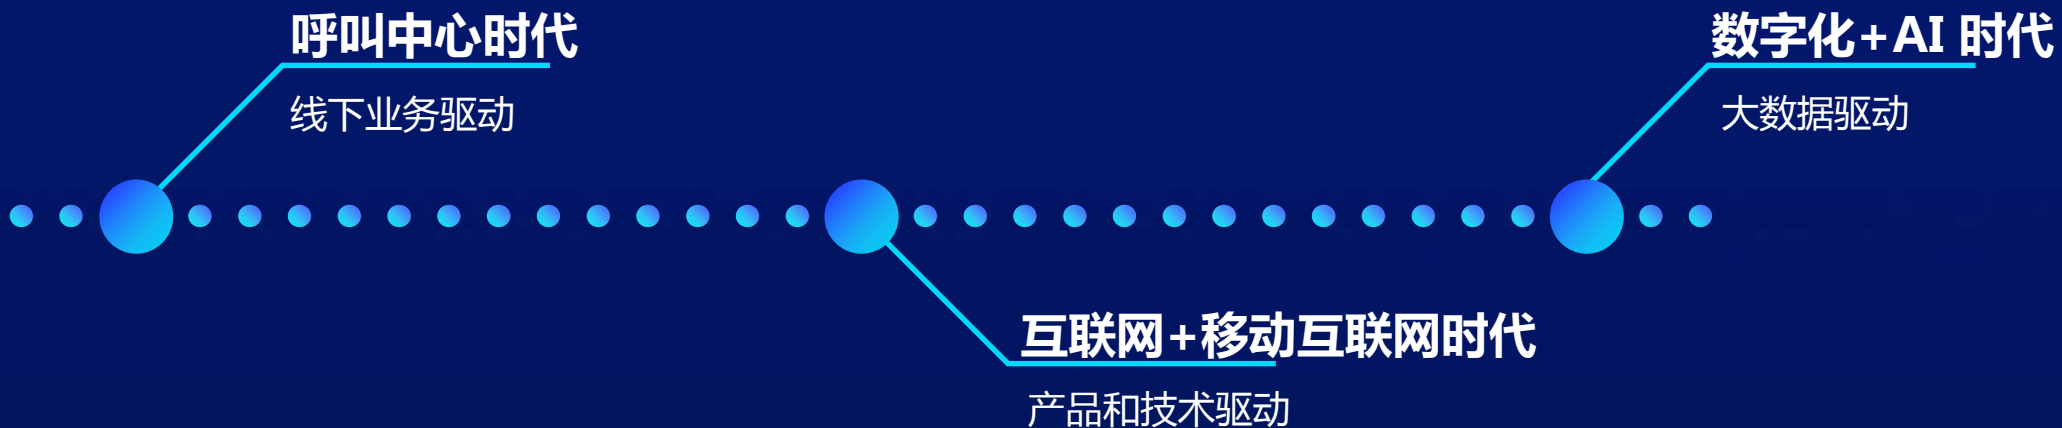 呼叫中心时代
线下业务驱动
互联网+移动互联网时代
产品和技术驱动
数字化+AI 时代
大数据驱动